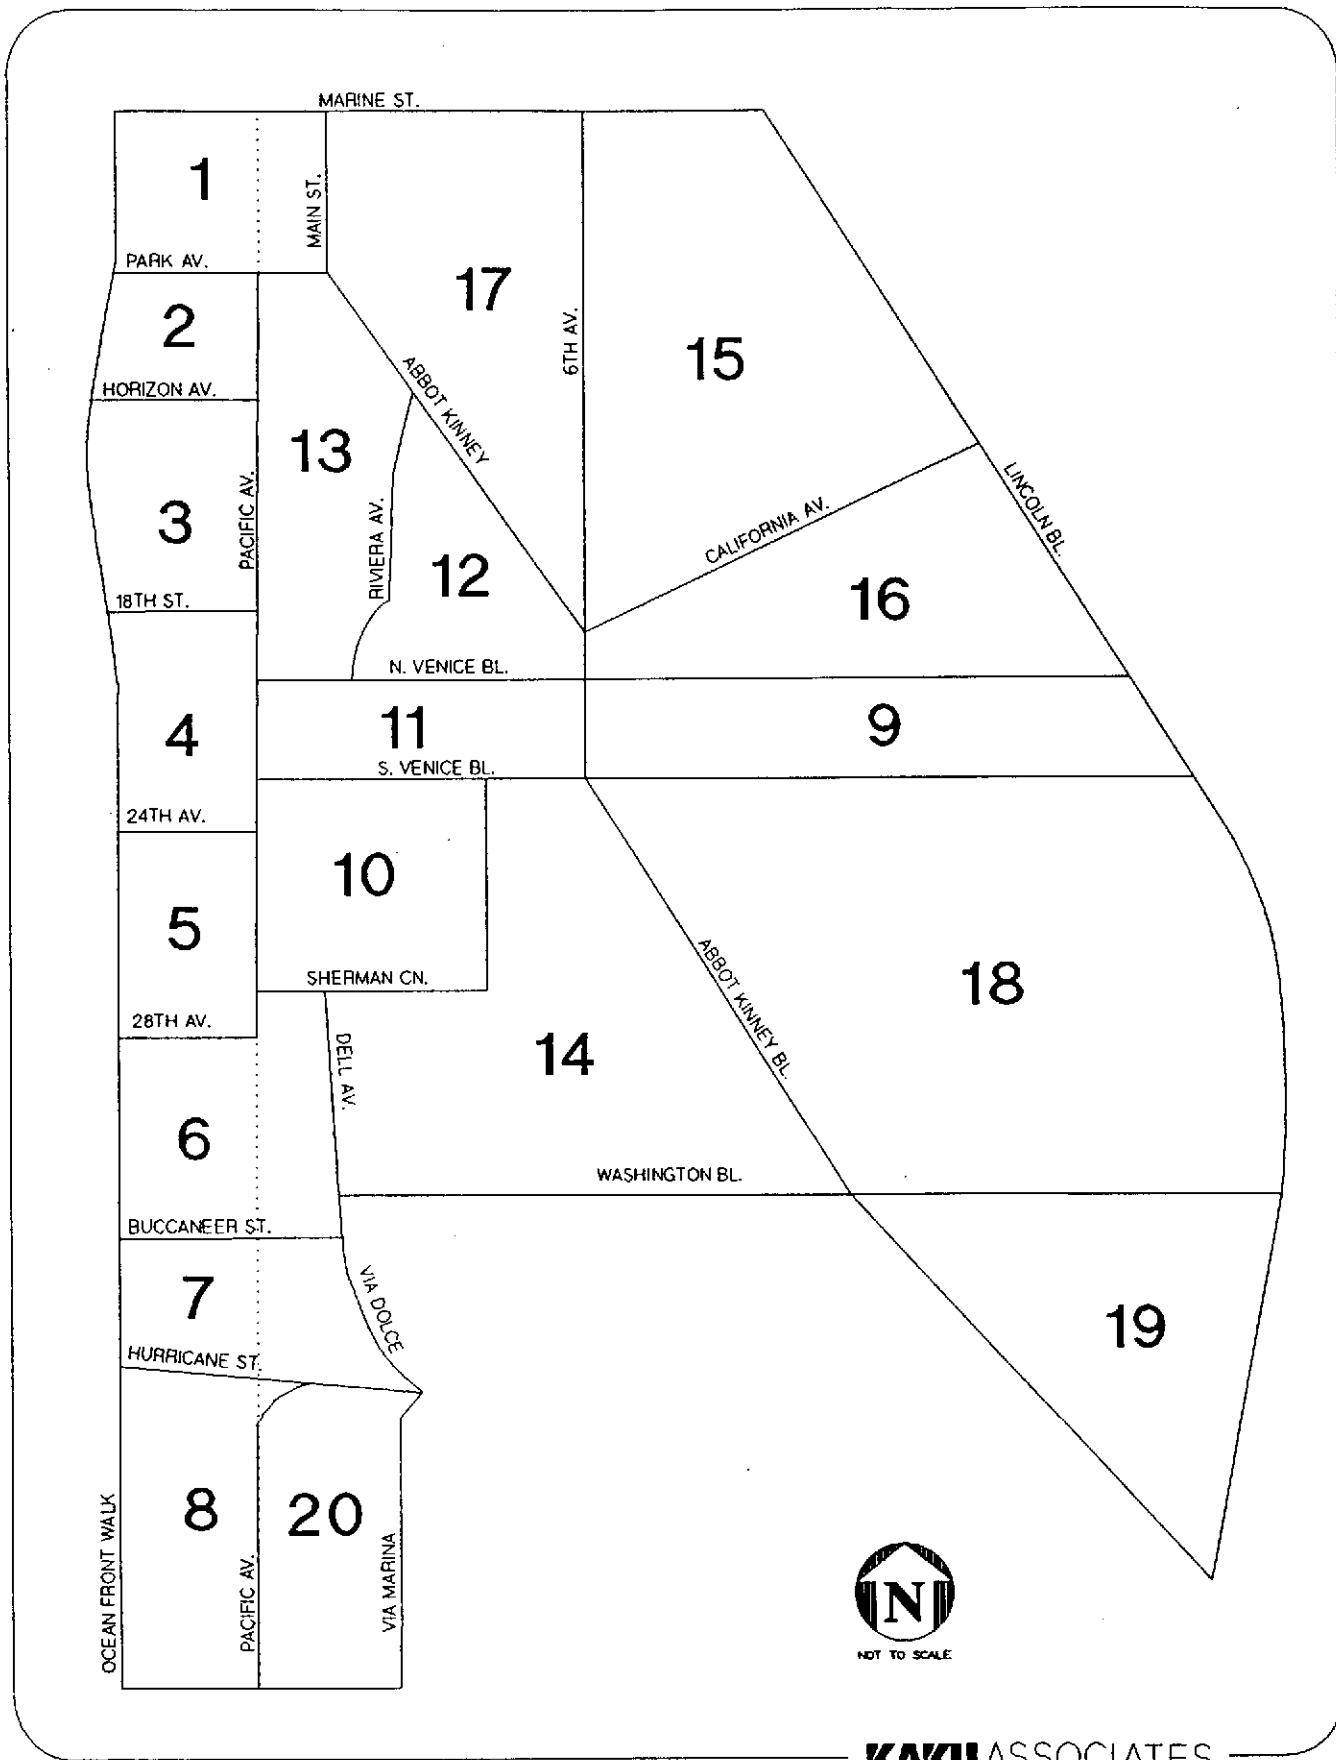 MARINE ST.
1
MAIN ST.
PARK AV.
17
2
6TH AV.
15
HORIZON AV.
ABBOT KINNEY
13
PACIFIC AV.
3
RIVIERA AV.
LINCOLN BL.
CALIFORNIA AV.
12
16
18TH ST.
N. VENICE BL.
4
11
9
S. VENICE BL.
24TH AV.
10
5
SHERMAN CN.
ABBOT KINNEY BL.
18
28TH AV.
DELL AV.
14
6
WASHINGTON BL.
BUCCANEER ST.
7
VIA DOLCE
19
HURRICANE ST.
8
20
OCEAN FRONT WALK
PACIFIC AV.
VIA MARINA
N
NOT TO SCALE
KAKU ASSOCIATES